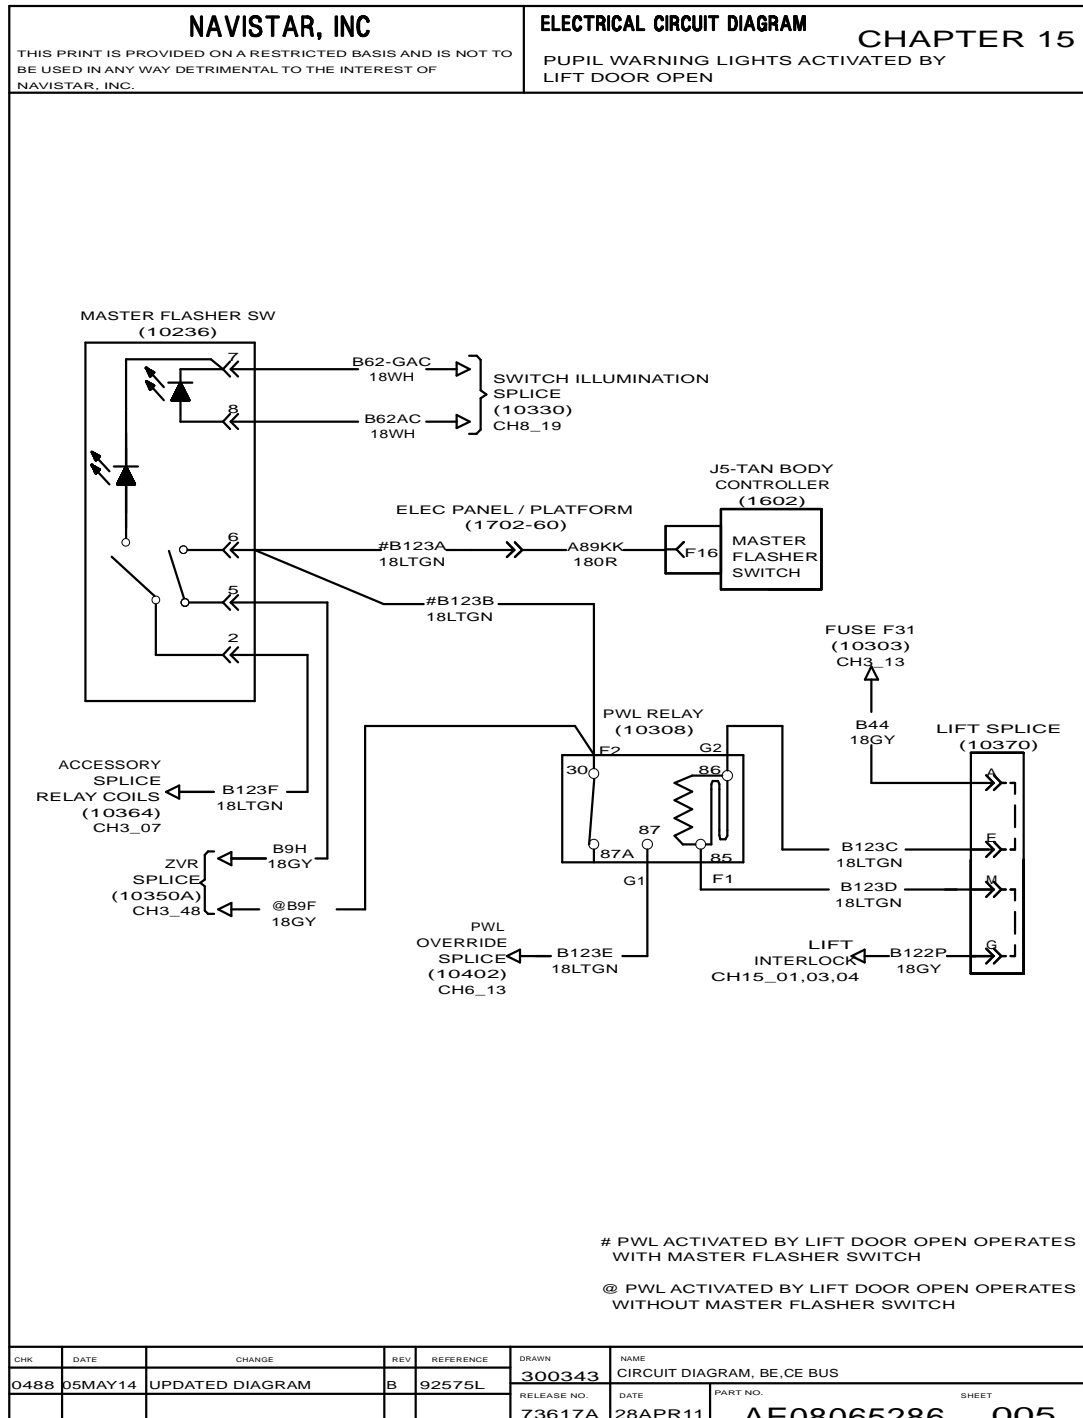 NAVISTAR, INC
THIS PRINT IS PROVIDED ON A RESTRICTED BASIS AND IS NOT TO
BE USED IN ANY WAY DETRIMENTAL TO THE INTEREST OF
NAVISTAR, INC.
ELECTRICAL CIRCUIT DIAGRAM
CHAPTER 15
PUPIL WARNING LIGHTS ACTIVATED BY
LIFT DOOR OPEN
MASTER FLASHER SW
(10236)
7
B62-GAC
18WH
8
B62AC
18WH
SWITCH ILLUMINATION
SPLICE
(10330)
CH8_19
J5-TAN BODY
CONTROLLER
(1602)
ELEC PANEL / PLATFORM
(1702-60)
6
#B123A
18LTGN
A89KK
18OR
F16
MASTER
FLASHER
SWITCH
5
#B123B
18LTGN
2
FUSE F31
(10303)
CH3_13
B44
18GY
PWL RELAY
(10308)
F2
G2
30
86
87
87A
85
G1
F1
LIFT SPLICE
(10370)
A
E
M
G
ACCESSORY
SPLICE
RELAY COILS
(10364)
CH3_07
B123F
18LTGN
B123C
18LTGN
B123D
18LTGN
ZVR
SPLICE
(10350A)
CH3_48
B9H
18GY
@B9F
18GY
PWL
OVERRIDE
SPLICE
(10402)
CH6_13
B123E
18LTGN
LIFT
INTERLOCK
CH15_01,03,04
B122P
18GY
# PWL ACTIVATED BY LIFT DOOR OPEN OPERATES
WITH MASTER FLASHER SWITCH
@ PWL ACTIVATED BY LIFT DOOR OPEN OPERATES
WITHOUT MASTER FLASHER SWITCH
CHK DATE CHANGE REV REFERENCE
0488 05MAY14 UPDATED DIAGRAM B 92575L
DRAWN
300343
NAME
CIRCUIT DIAGRAM, BE,CE BUS
RELEASE NO.
73617A
DATE
28APR11
PART NO.
AE08065286
SHEET
005